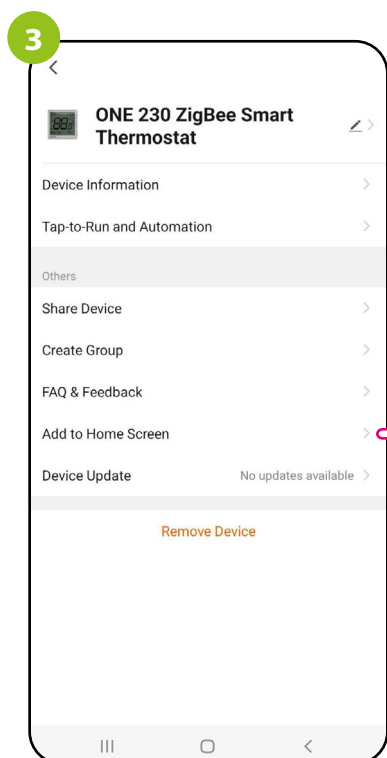 3
ONE 230 ZigBee Smart
Thermostat
Device Information
Tap-to-Run and Automation
Others
Share Device
Create Group
FAQ & Feedback
Add to Home Screen
Device Update No updates available
Remove Device